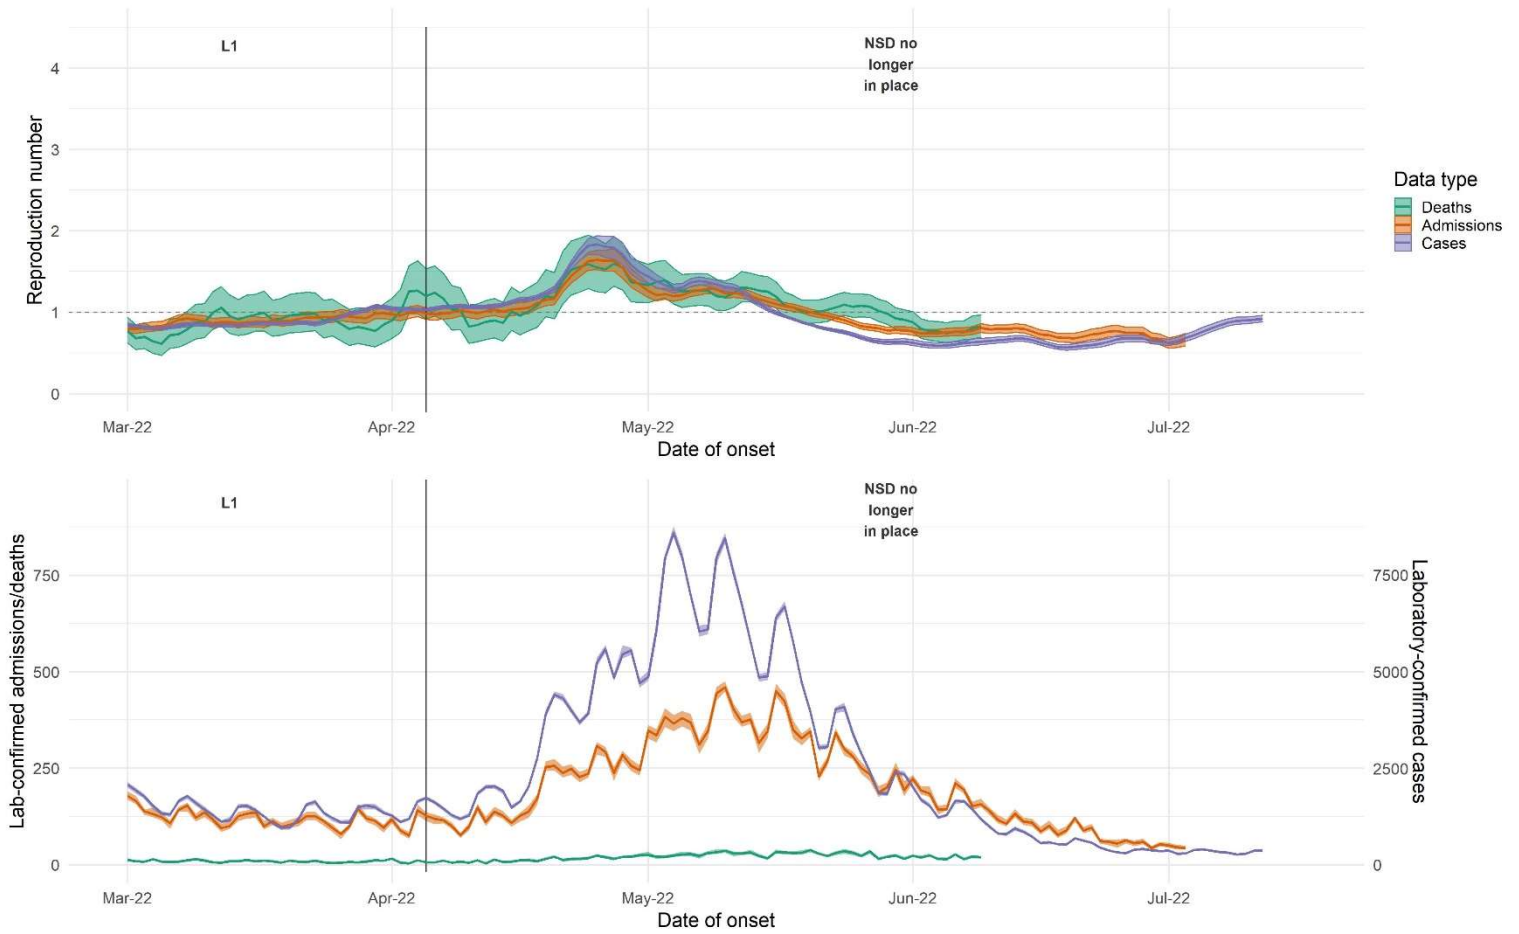 L1
NSD no
longer
in place
Reproduction number
4
3
2
1
0
Mar-22
Apr-22
May-22
Jun-22
Jul-22
Date of onset
Data type
Deaths
Admissions
Cases
L1
NSD no
longer
in place
Lab-confirmed admissions/deaths
750
500
250
0
7500
5000
2500
0
Laboratory-confirmed cases
Mar-22
Apr-22
May-22
Jun-22
Jul-22
Date of onset